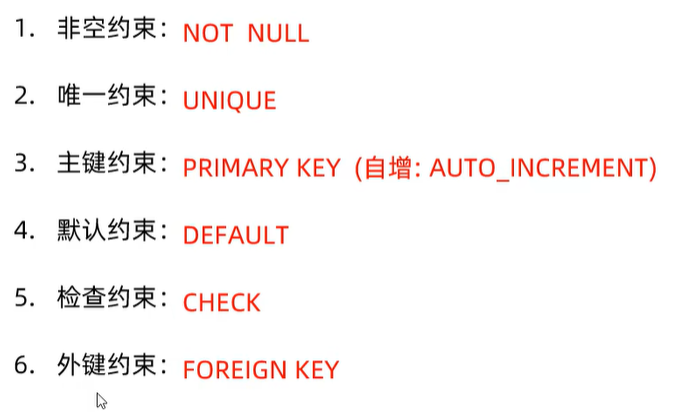 1. 非空约束：NOT NULL
2. 唯一约束：UNIQUE
3. 主键约束：PRIMARY KEY (自增: AUTO_INCREMENT)
4. 默认约束：DEFAULT
5. 检查约束：CHECK
6. 外键约束：FOREIGN KEY